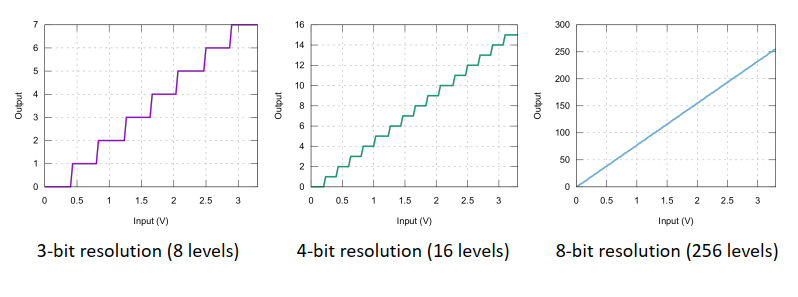 7
6
5
4
3
2
1
0
Output
0 0.5 1 1.5 2 2.5 3
Input (V)
3-bit resolution (8 levels)
16
14
12
10
8
6
4
2
0
Output
0 0.5 1 1.5 2 2.5 3
Input (V)
4-bit resolution (16 levels)
300
250
200
150
100
50
0
Output
0 0.5 1 1.5 2 2.5 3
Input (V)
8-bit resolution (256 levels)